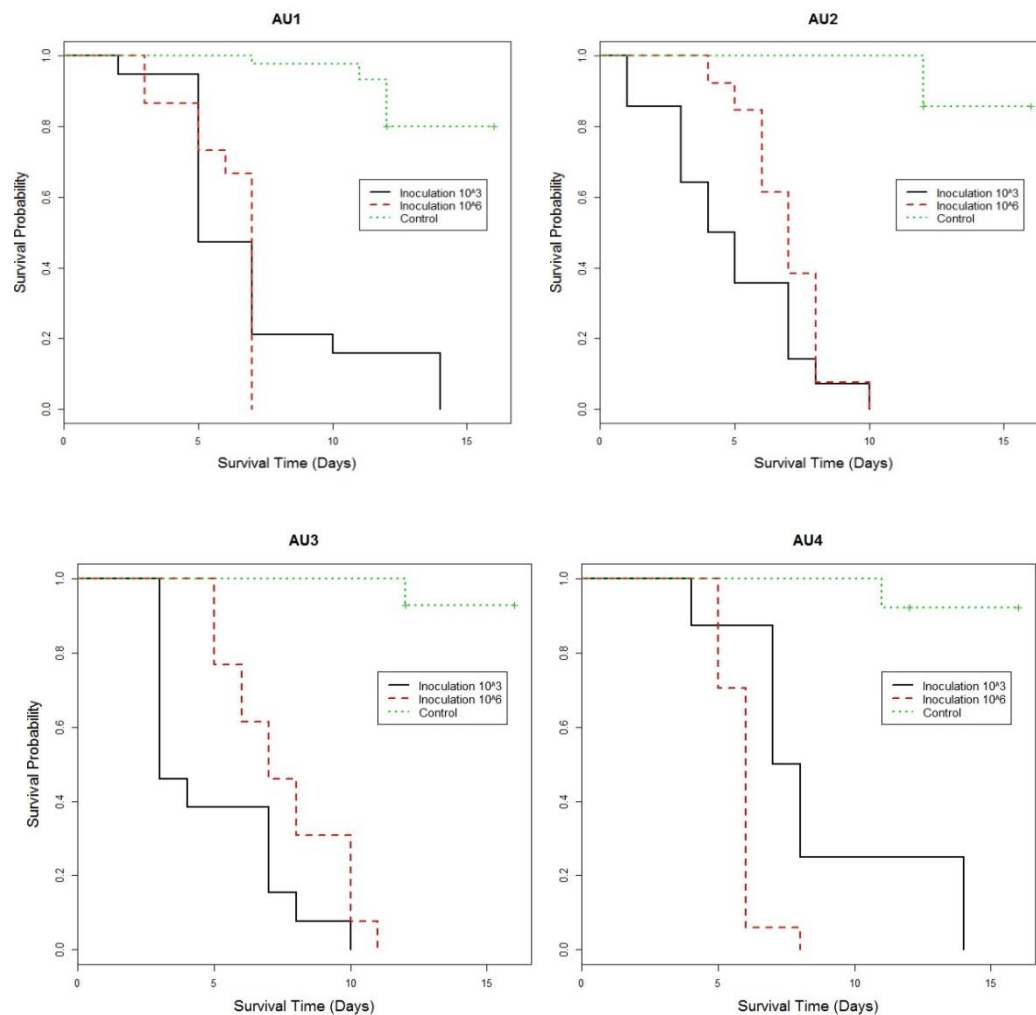 AU1
1.0
0.8
0.6
0.4
0.2
0.0
Survival Probability
Inoculation 10^3
Inoculation 10^6
Control
0 5 10 15
Survival Time (Days)
AU2
1.0
0.8
0.6
0.4
0.2
0.0
Survival Probability
Inoculation 10^3
Inoculation 10^6
Control
0 5 10 15
Survival Time (Days)
AU3
1.0
0.8
0.6
0.4
0.2
0.0
Survival Probability
Inoculation 10^3
Inoculation 10^6
Control
0 5 10 15
Survival Time (Days)
AU4
1.0
0.8
0.6
0.4
0.2
0.0
Survival Probability
Inoculation 10^3
Inoculation 10^6
Control
0 5 10 15
Survival Time (Days)